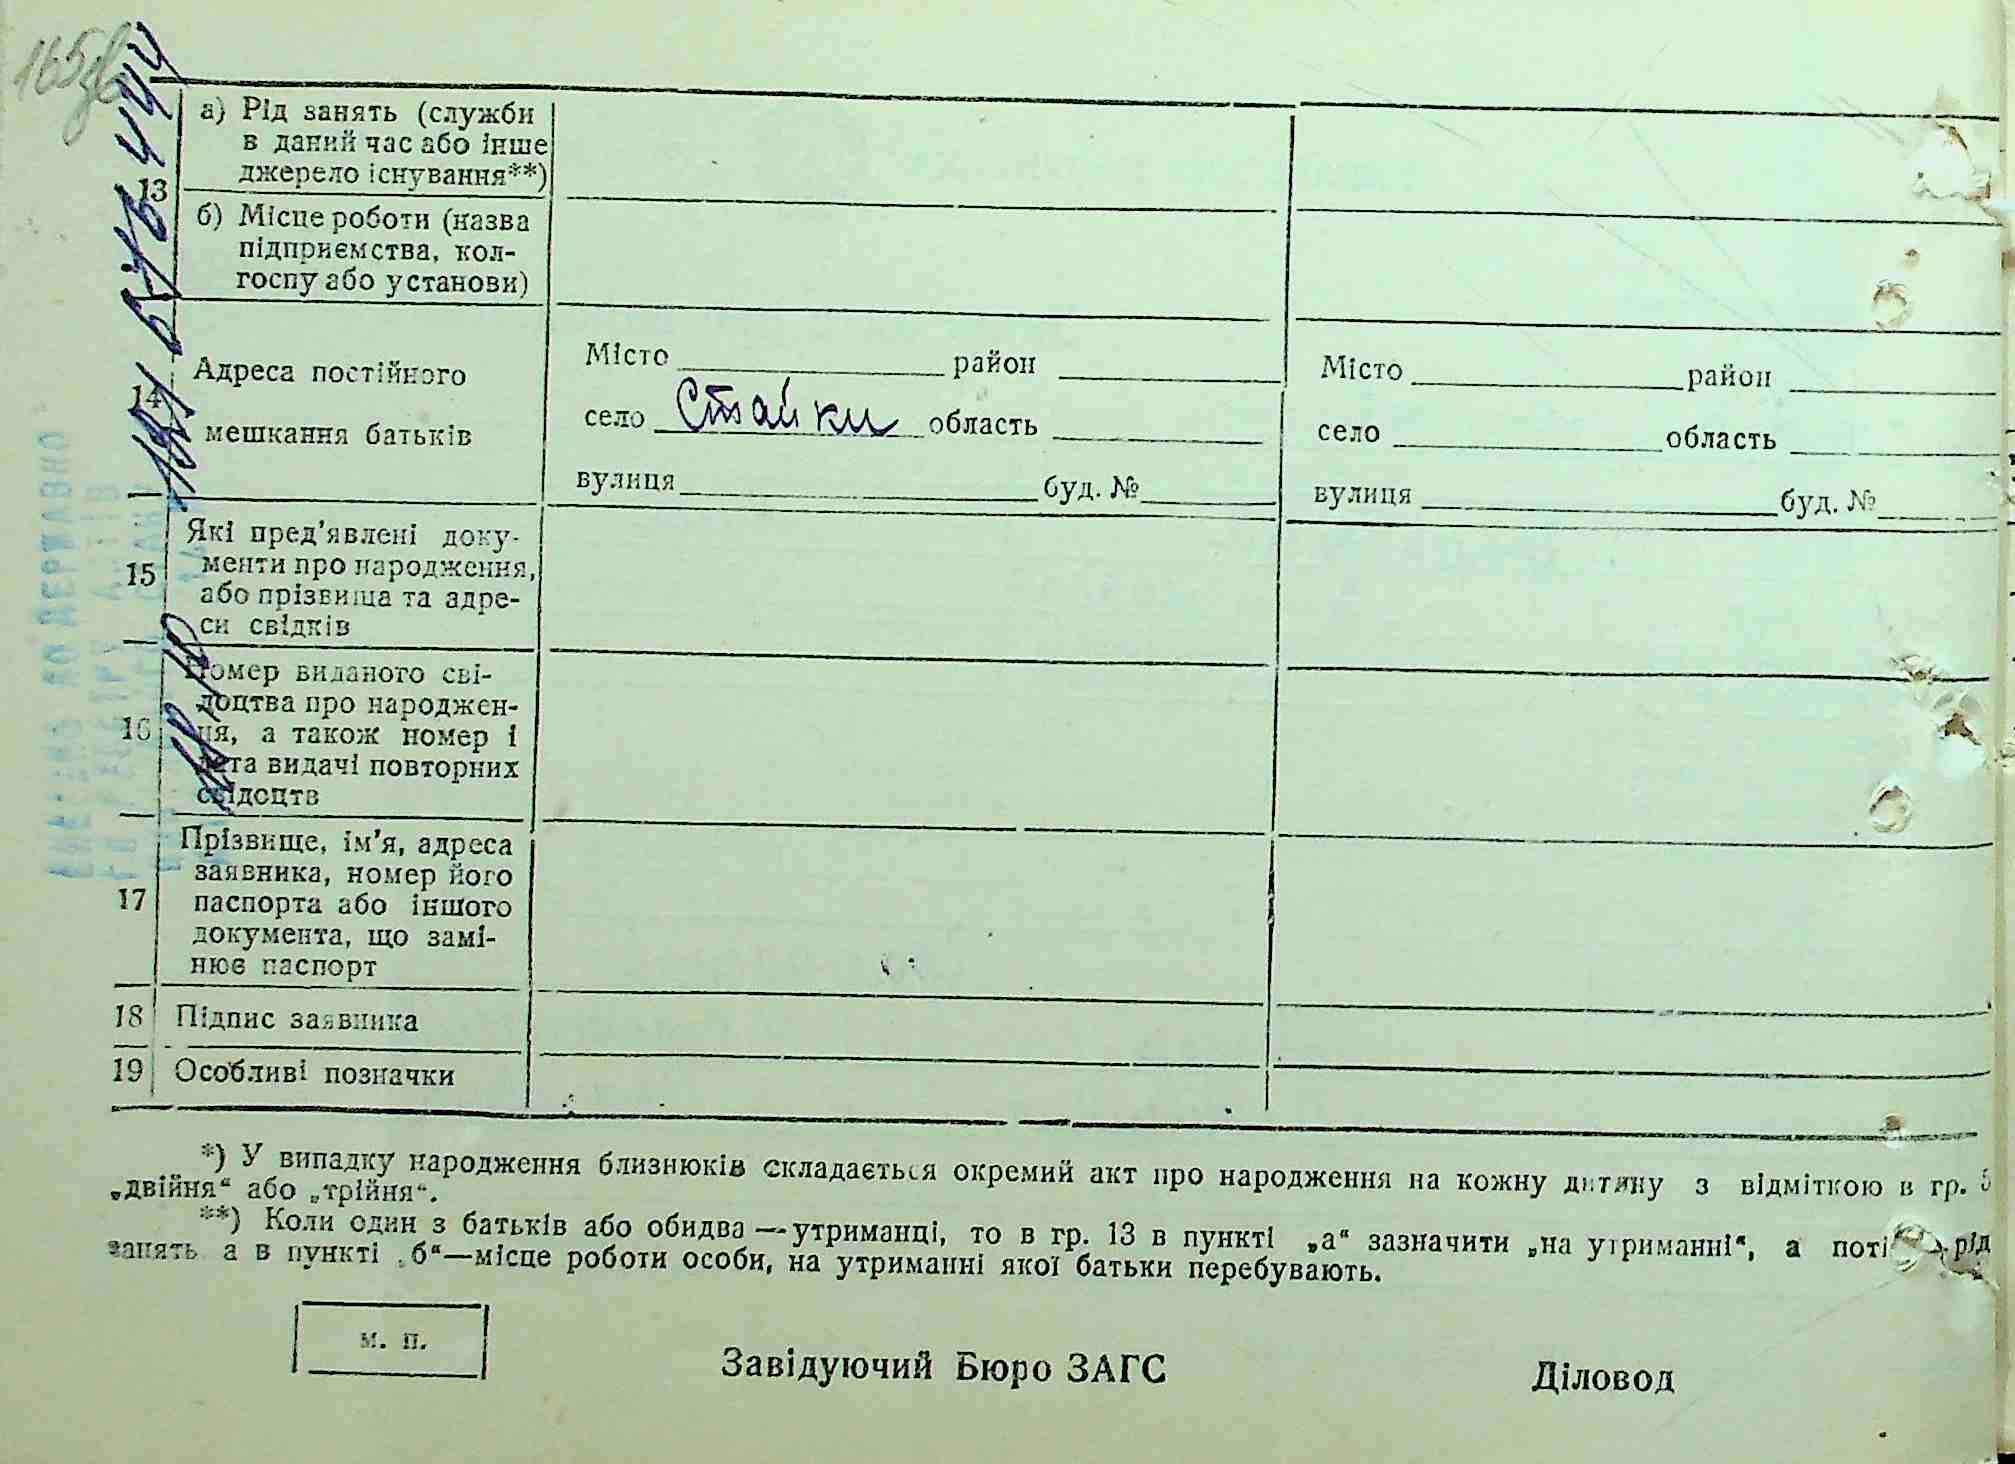 а) Рід занять (служби
в даний час або інше
джерело існування**)
13
б) Місце роботи (назва
підприємства, кол-
госпу або установи)
14
Адреса постійного
мешкання батьків
Місто район
село Стайки область
вулиця буд. №
Місто район
село область
вулиця буд. №
15
Які пред'явлені доку-
менти про народження,
або прізвища та адре-
си свідків
16
Номер виданого сві-
доцтва про народжен-
ня, а також номер і
дата видачі повторних
свідоцтв
17
Прізвище, ім'я, адреса
заявника, номер його
паспорта або іншого
документа, що замі-
нює паспорт
18 Підпис заявника
19 Особливі позначки
*) У випадку народження близнюків складається окремий акт про народження на кожну дитину з відміткою в гр. 5
„двійня“ або „трійня“.
**) Коли один з батьків або обидва — утриманці, то в гр. 13 в пункті „а“ зазначити „на утриманні“, а рід
занять а в пункті „б“—місце роботи особи, на утриманні якої батьки перебувають.
м. п.
Завідуючий Бюро ЗАГС
Діловод